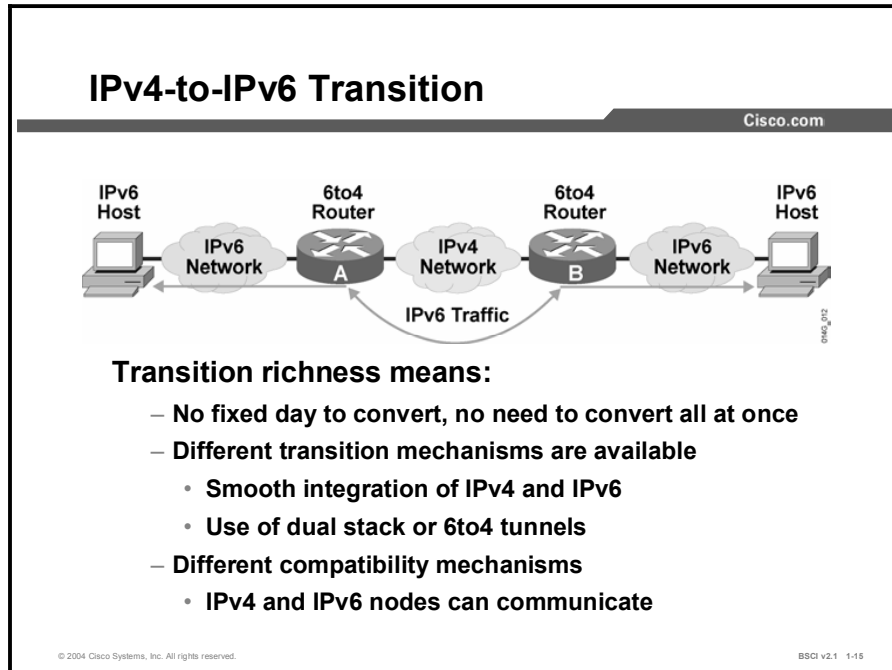 IPv4-to-IPv6 Transition
Cisco.com
IPv6
Host
6to4
Router
6to4
Router
IPv6
Host
IPv6
Network
A
IPv4
Network
B
IPv6
Network
IPv6 Traffic
014G_012
Transition richness means:
– No fixed day to convert, no need to convert all at once
– Different transition mechanisms are available
• Smooth integration of IPv4 and IPv6
• Use of dual stack or 6to4 tunnels
– Different compatibility mechanisms
• IPv4 and IPv6 nodes can communicate
© 2004 Cisco Systems, Inc. All rights reserved.
BSCI v2.1 1-15